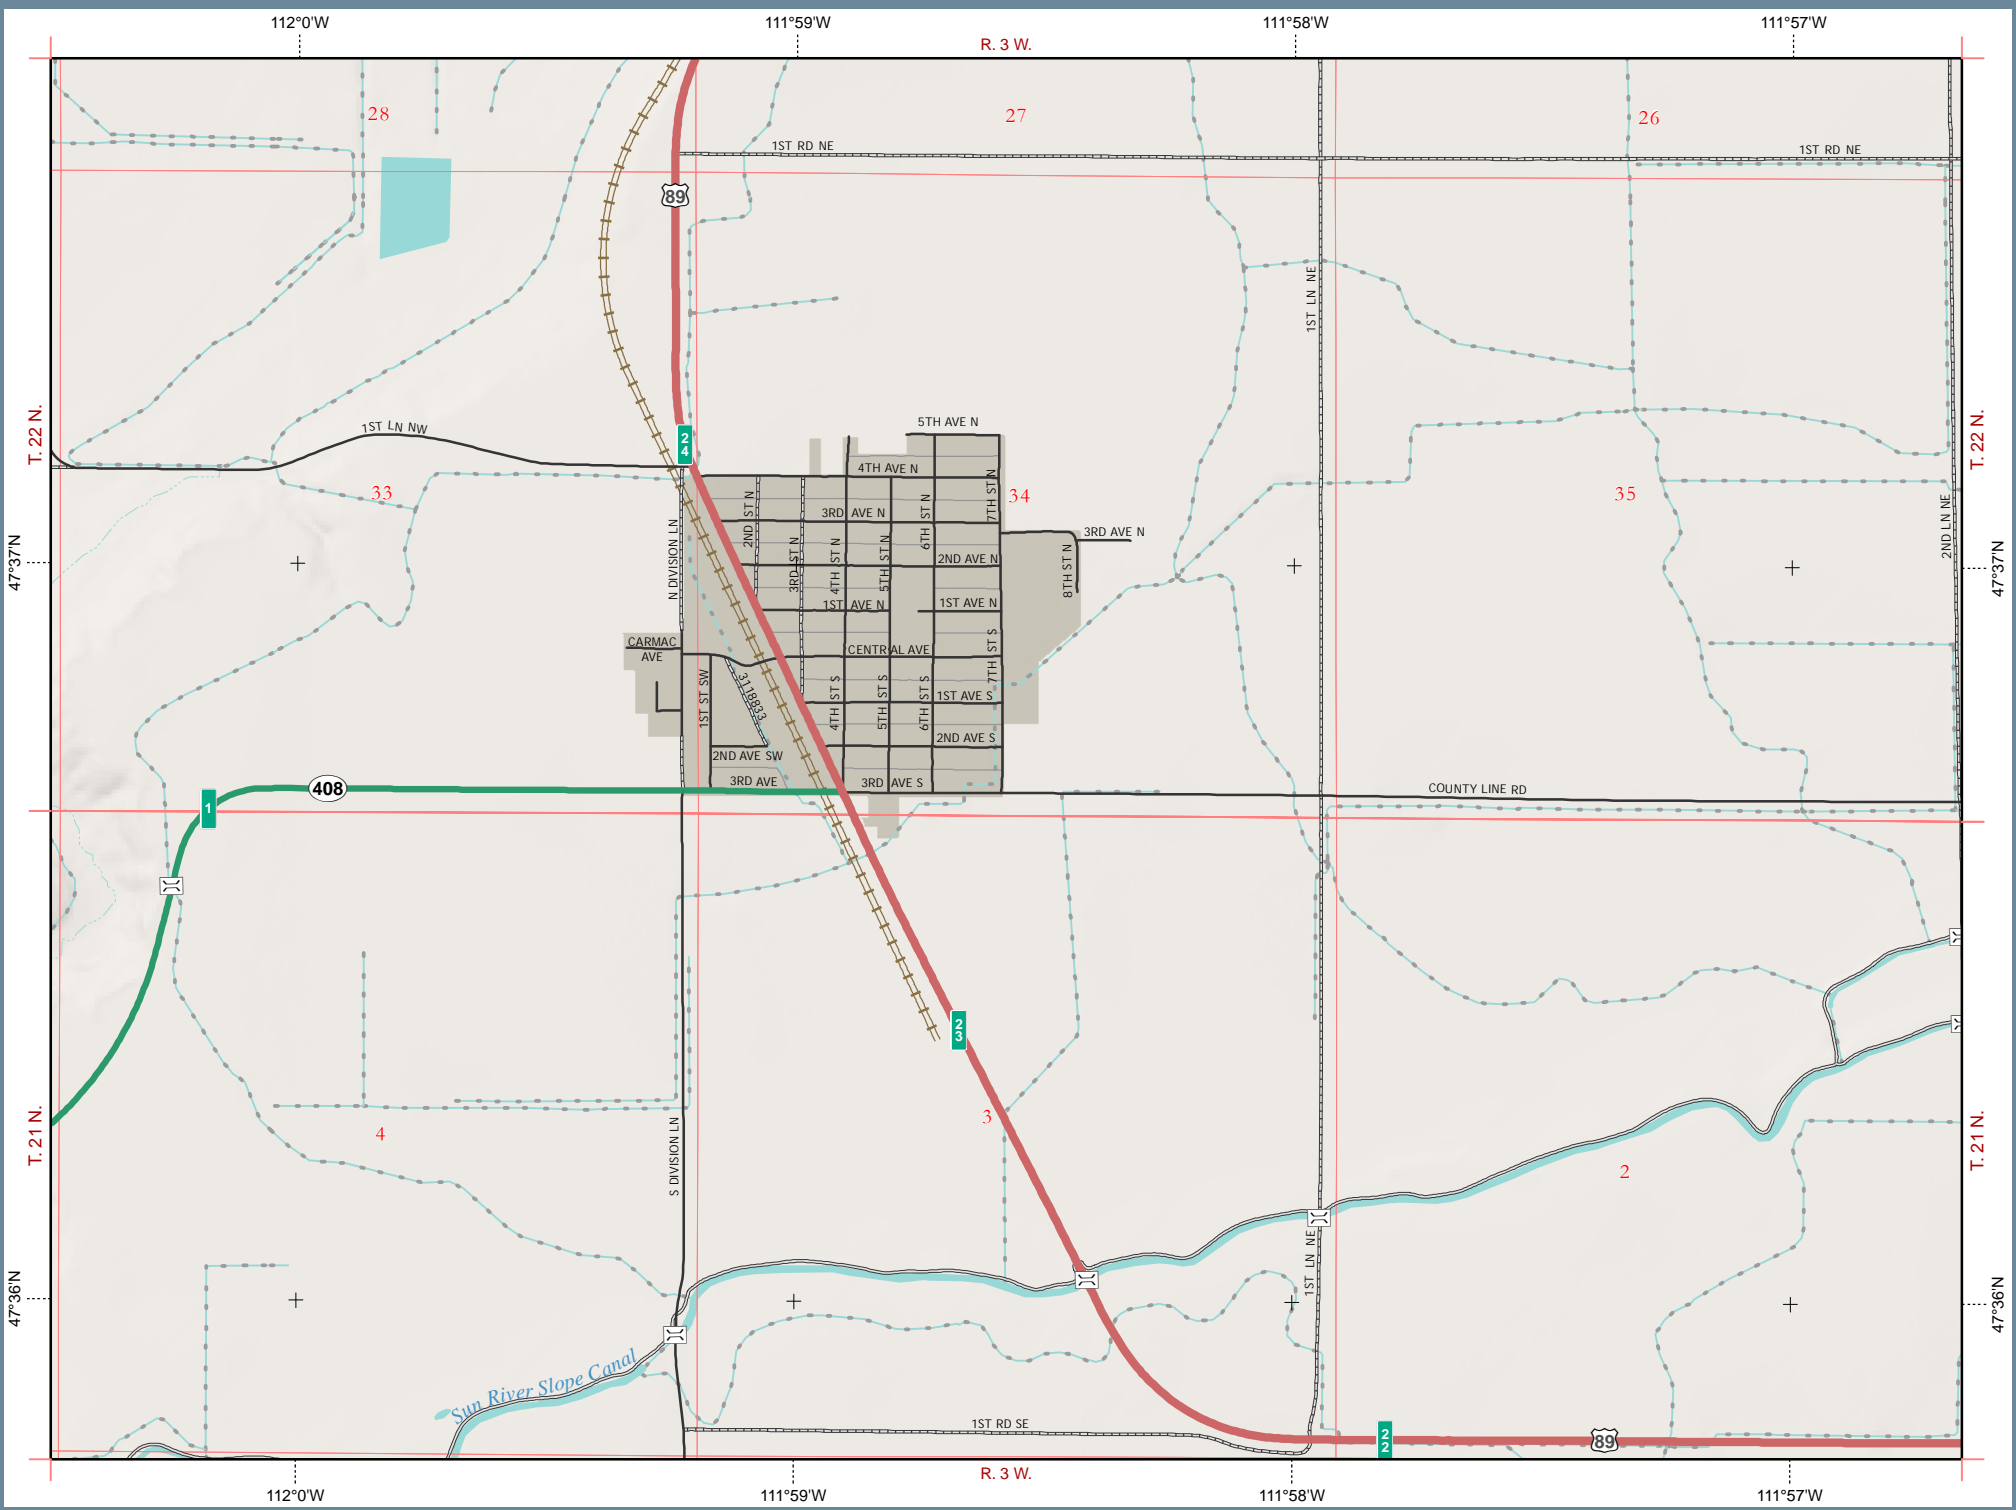 112°0'W
111°59'W
111°58'W
111°57'W
R. 3 W.
28
27
26
1ST RD NE
1ST RD NE
89
1ST LN NE
T. 22 N.
T. 22 N.
1ST LN NW
5TH AVE N
24
4TH AVE N
33
34
35
7TH ST N
2ND ST N
6TH ST N
3RD AVE N
2ND LN NE
N DIVISION LN
3RD AVE N
3RD ST N
4TH ST N
5TH ST N
2ND AVE N
8TH ST N
47°37'N
47°37'N
1ST AVE N
1ST AVE N
CARMAC
AVE
CENTRAL AVE
7TH ST S
1ST ST SW
3118833
4TH ST S
5TH ST S
6TH ST S
1ST AVE S
2ND AVE S
2ND AVE SW
3RD AVE
3RD AVE S
408
COUNTY LINE RD
1
23
3
4
T. 21 N.
T. 21 N.
S DIVISION LN
2
1ST LN NE
47°36'N
47°36'N
Sun River Slope Canal
1ST RD SE
22
89
R. 3 W.
112°0'W
111°59'W
111°58'W
111°57'W